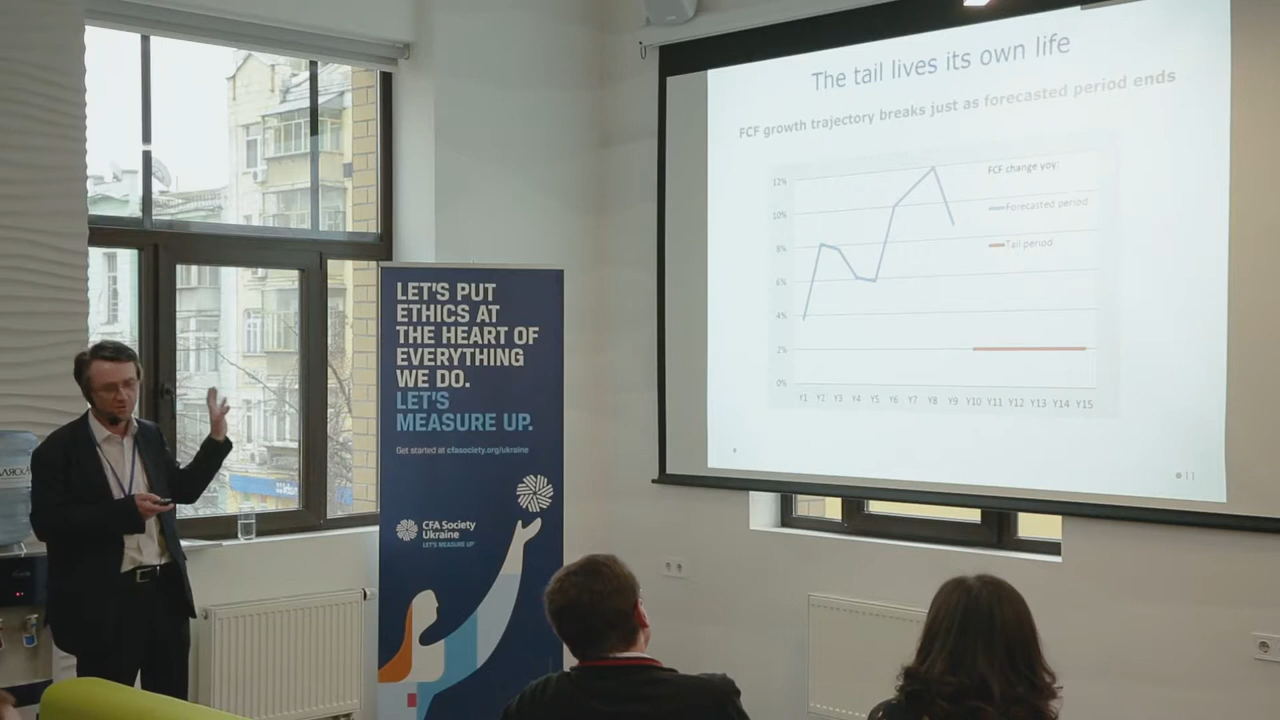 The tail lives its own life
FCF growth trajectory breaks just as forecasted period ends
FCF change yoy:
Forecasted period
Tail period
12%
10%
8%
6%
4%
2%
0%
Y1 Y2 Y3 Y4 Y5 Y6 Y7 Y8 Y9 Y10 Y11 Y12 Y13 Y14 Y15
11
LET'S PUT
ETHICS AT
THE HEART OF
EVERYTHING
WE DO.
LET'S
MEASURE UP.
Get started at cfasociety.org/ukraine
CFA Society
Ukraine
LET'S MEASURE UP